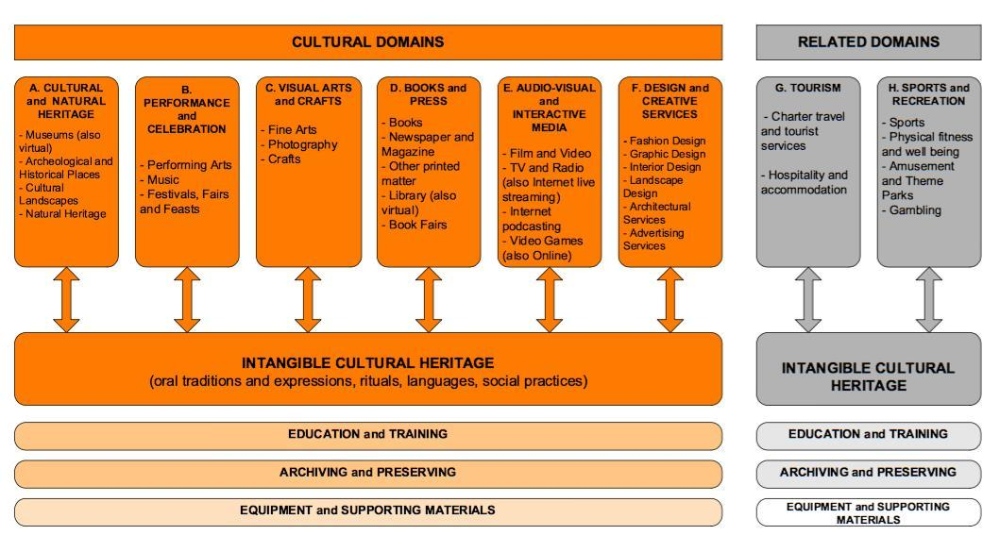 CULTURAL DOMAINS
RELATED DOMAINS
A. CULTURAL
and NATURAL
HERITAGE
- Museums (also
virtual)
- Archeological and
Historical Places
- Cultural
Landscapes
- Natural Heritage
B.
PERFORMANCE
and
CELEBRATION
- Performing Arts
- Music
- Festivals, Fairs
and Feasts
C. VISUAL ARTS
and CRAFTS
- Fine Arts
- Photography
- Crafts
D. BOOKS and
PRESS
- Books
- Newspaper and
Magazine
- Other printed
matter
- Library (also
virtual)
- Book Fairs
E. AUDIO-VISUAL
and
INTERACTIVE
MEDIA
- Film and Video
- TV and Radio
(also Internet live
streaming)
- Internet
podcasting
- Video Games
(also Online)
F. DESIGN and
CREATIVE
SERVICES
- Fashion Design
- Graphic Design
- Interior Design
- Landscape
Design
- Architectural
Services
- Advertising
Services
G. TOURISM
- Charter travel
and tourist
services
- Hospitality and
accommodation
H. SPORTS and
RECREATION
- Sports
- Physical fitness
and well being
- Amusement
and Theme
Parks
- Gambling
INTANGIBLE CULTURAL HERITAGE
(oral traditions and expressions, rituals, languages, social practices)
INTANGIBLE CULTURAL
HERITAGE
EDUCATION and TRAINING
EDUCATION and TRAINING
ARCHIVING and PRESERVING
ARCHIVING and PRESERVING
EQUIPMENT and SUPPORTING MATERIALS
EQUIPMENT and SUPPORTING
MATERIALS